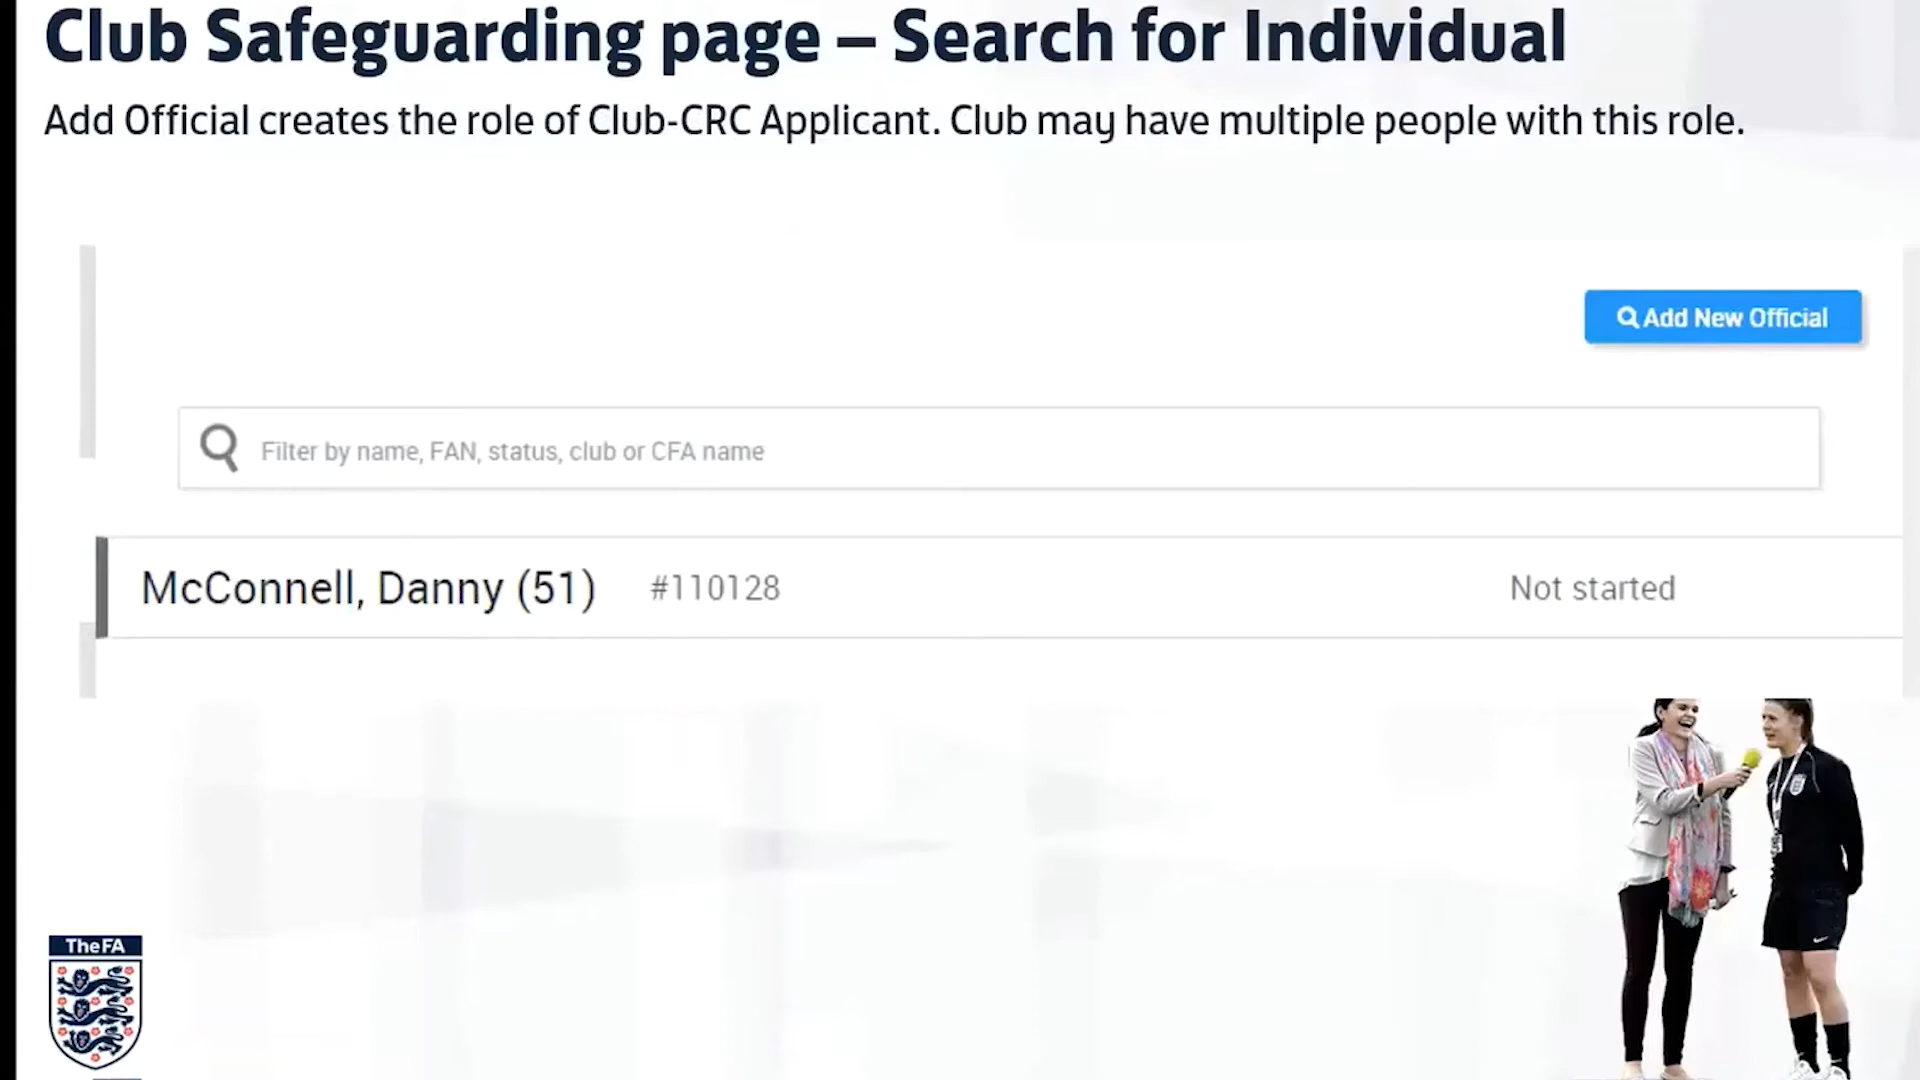 Club Safeguarding page – Search for Individual
Add Official creates the role of Club-CRC Applicant. Club may have multiple people with this role.
Add New Official
Filter by name, FAN, status, club or CFA name
McConnell, Danny (51) #110128 Not started
The FA